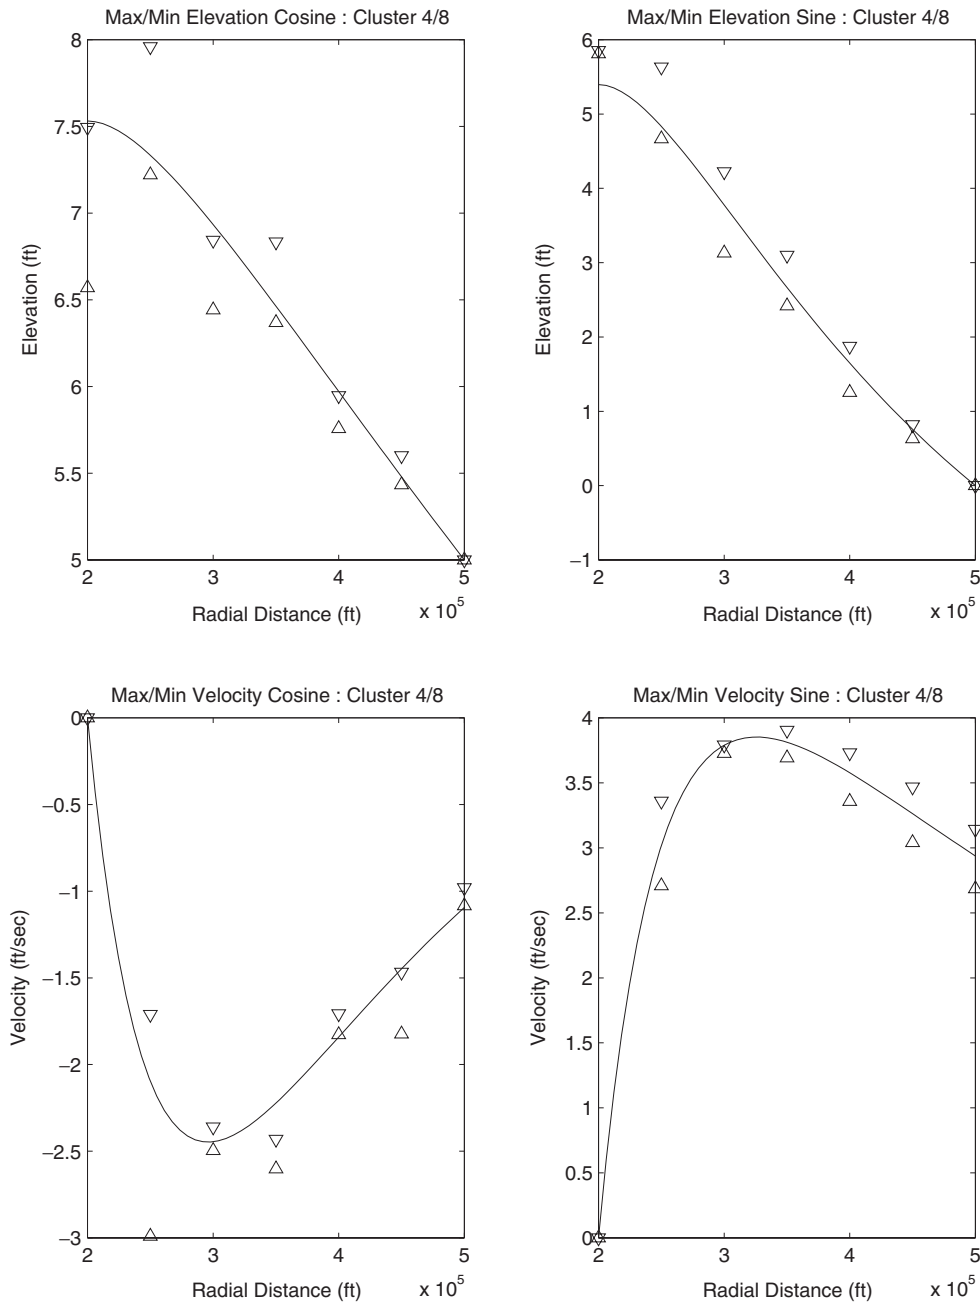 Max/Min Elevation Cosine : Cluster 4/8
8
7.5
7
6.5
6
5.5
5
Elevation (ft)
2
3
4
5
Radial Distance (ft)
x 10^5
Max/Min Elevation Sine : Cluster 4/8
6
5
4
3
2
1
0
−1
Elevation (ft)
2
3
4
5
Radial Distance (ft)
x 10^5
Max/Min Velocity Cosine : Cluster 4/8
0
−0.5
−1
−1.5
−2
−2.5
−3
Velocity (ft/sec)
2
3
4
5
Radial Distance (ft)
x 10^5
Max/Min Velocity Sine : Cluster 4/8
4
3.5
3
2.5
2
1.5
1
0.5
0
Velocity (ft/sec)
2
3
4
5
Radial Distance (ft)
x 10^5